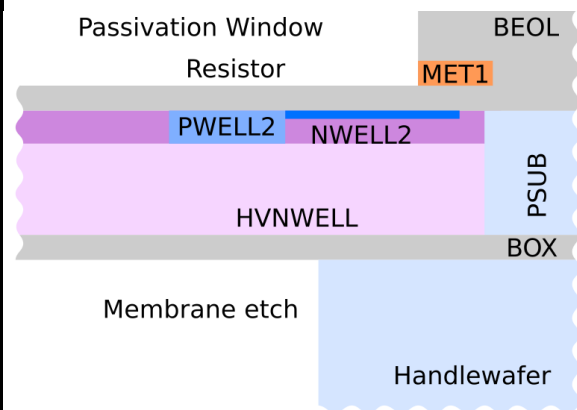 Passivation Window
BEOL
Resistor
MET1
PWELL2
NWELL2
PSUB
HVNWELL
BOX
Membrane etch
Handlewafer